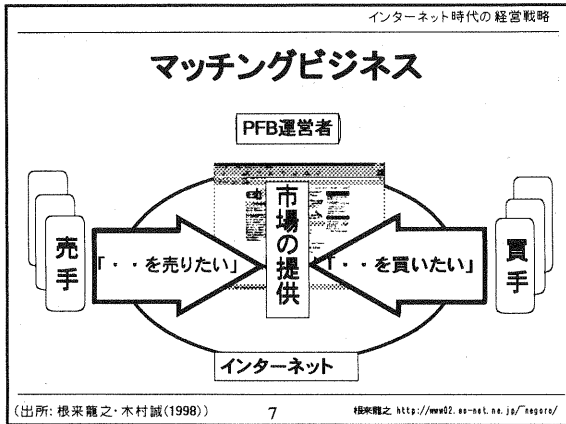 インターネット時代の経営戦略
マッチングビジネス
PFB運営者
市場の提供
売手
「・・を売りたい」
「・・を買いたい」
買手
インターネット
(出所:根来龍之・木村誠(1998))
7
根来龍之 http://www02.so-net.ne.jp/~negoro/